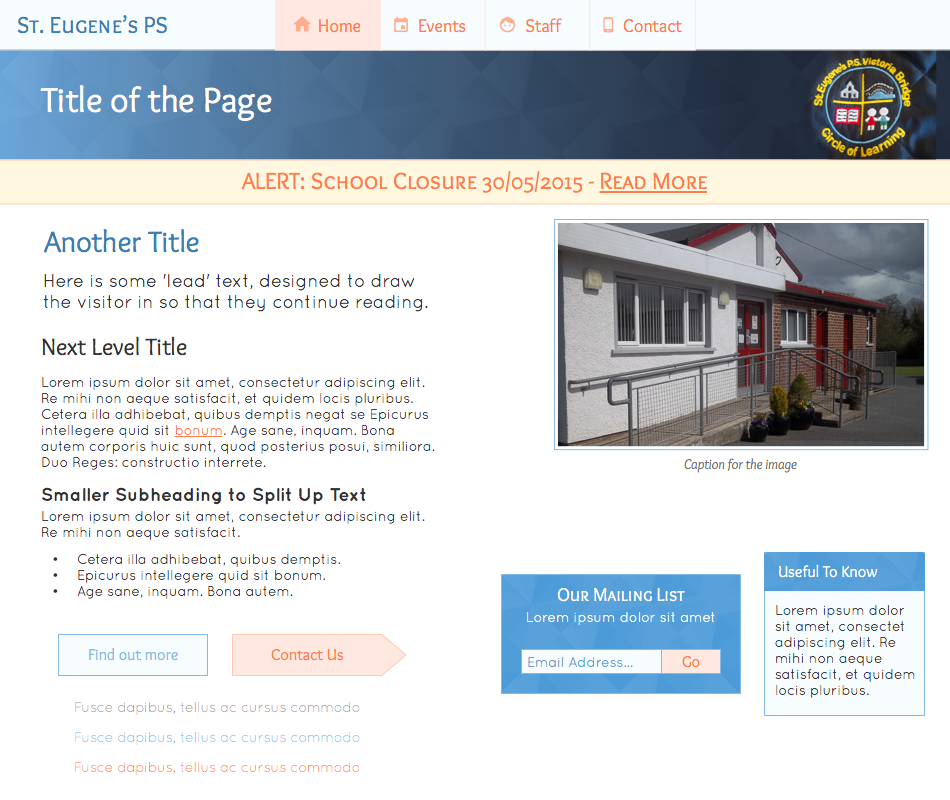 St. Eugene's PS
Home
Events
Staff
Contact
Title of the Page
St.Eugene's P.S. Victoria Bridge
Circle of Learning
ALERT: School Closure 30/05/2015 - Read More
Another Title
Here is some 'lead' text, designed to draw
the visitor in so that they continue reading.
Next Level Title
Lorem ipsum dolor sit amet, consectetur adipiscing elit.
Re mihi non aeque satisfacit, et quidem locis pluribus.
Cetera illa adhibebat, quibus demptis negat se Epicurus
intellegere quid sit bonum. Age sane, inquam. Bona
autem corporis huic sunt, quod posterius posui, similiora.
Duo Reges: constructio interrete.
Smaller Subheading to Split Up Text
Lorem ipsum dolor sit amet, consectetur adipiscing elit.
Re mihi non aeque satisfacit.
• Cetera illa adhibebat, quibus demptis.
• Epicurus intellegere quid sit bonum.
• Age sane, inquam. Bona autem.
Find out more
Contact Us
Fusce dapibus, tellus ac cursus commodo
Fusce dapibus, tellus ac cursus commodo
Fusce dapibus, tellus ac cursus commodo
Caption for the image
Our Mailing List
Lorem ipsum dolor sit amet
Email Address...
Go
Useful To Know
Lorem ipsum dolor
sit amet, consectet
adipiscing elit. Re
mihi non aeque
satisfacit, et quidem
locis pluribus.